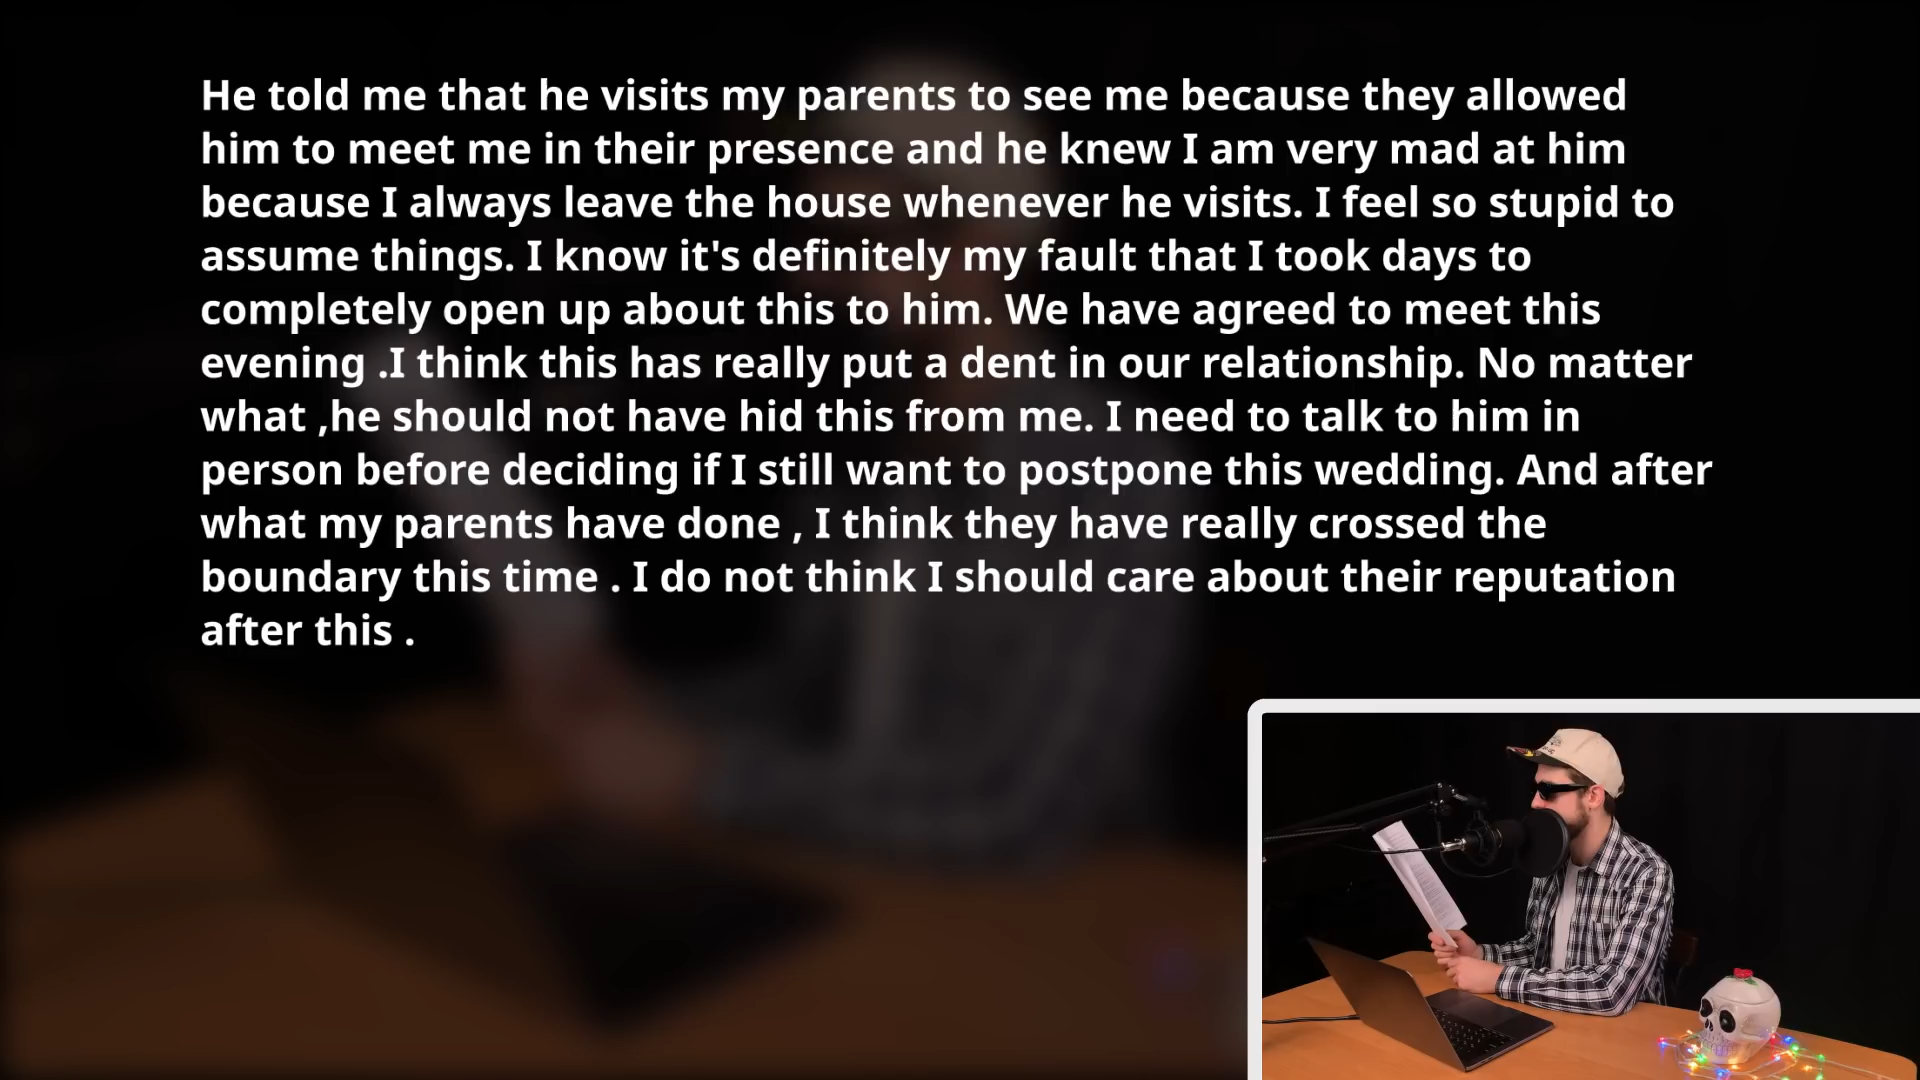 He told me that he visits my parents to see me because they allowed
him to meet me in their presence and he knew I am very mad at him
because I always leave the house whenever he visits. I feel so stupid to
assume things. I know it's definitely my fault that I took days to
completely open up about this to him. We have agreed to meet this
evening .I think this has really put a dent in our relationship. No matter
what ,he should not have hid this from me. I need to talk to him in
person before deciding if I still want to postpone this wedding. And after
what my parents have done , I think they have really crossed the
boundary this time . I do not think I should care about their reputation
after this .